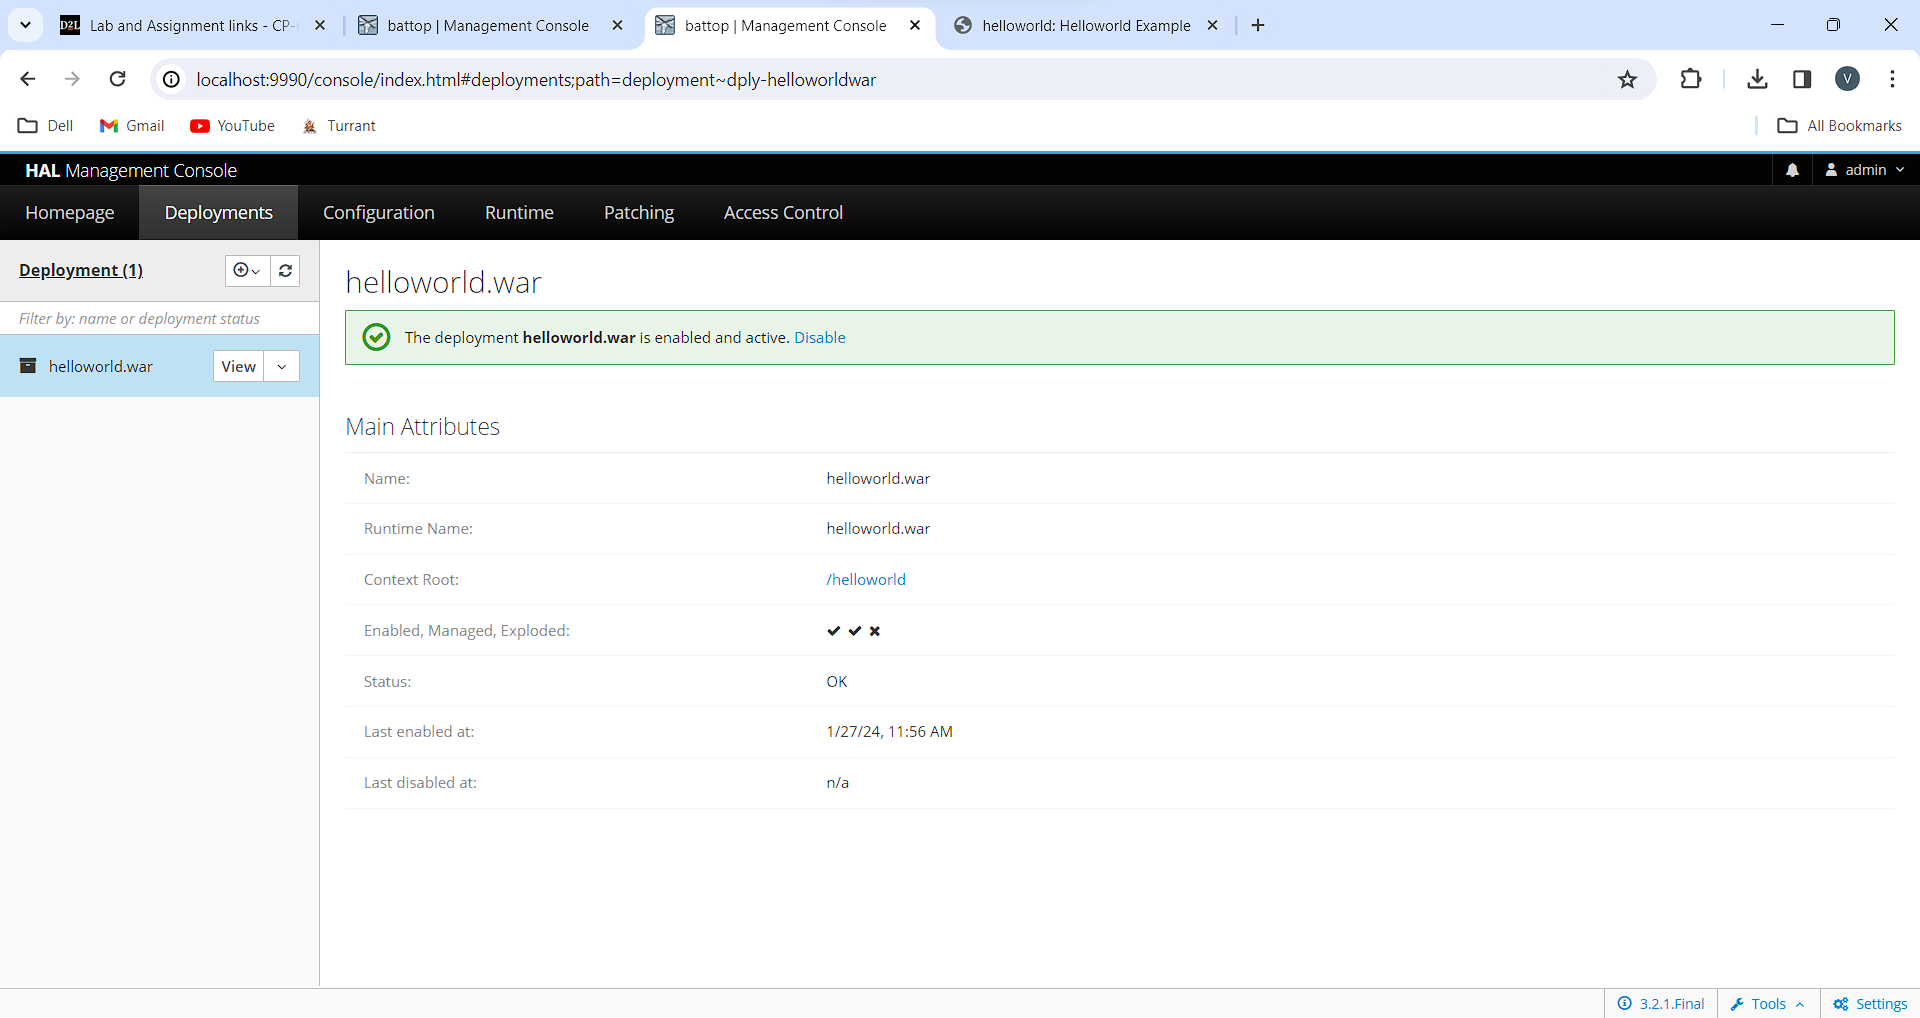 D2L Lab and Assignment links - CP- battop | Management Console battop | Management Console helloworld: Helloworld Example
localhost:9990/console/index.html#deployments;path=deployment~dply-helloworldwar V
Dell Gmail YouTube Turrant All Bookmarks
HAL Management Console admin
Homepage Deployments Configuration Runtime Patching Access Control
Deployment (1)
Filter by: name or deployment status
helloworld.war View
helloworld.war
The deployment helloworld.war is enabled and active. Disable
Main Attributes
Name: helloworld.war
Runtime Name: helloworld.war
Context Root: /helloworld
Enabled, Managed, Exploded:
Status: OK
Last enabled at: 1/27/24, 11:56 AM
Last disabled at: n/a
3.2.1.Final Tools Settings